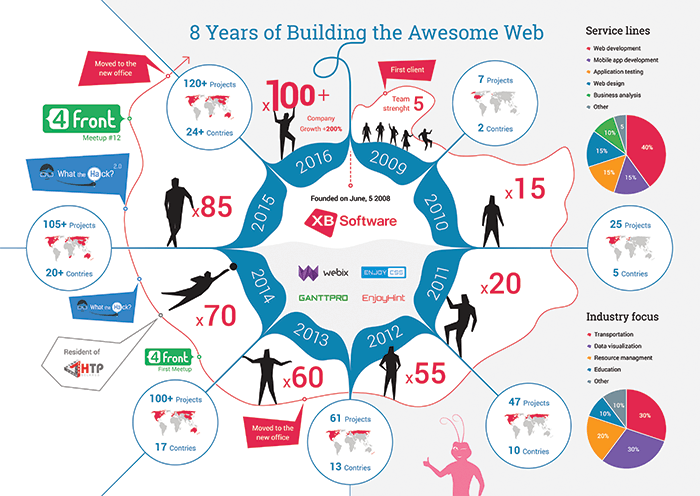 8 Years of Building the Awesome Web
Service lines
Web development
Mobile app development
Application testing
Web design
Business analysis
Other
40%
15%
15%
15%
10%
5
Moved to the
new office
120+ Projects
24+ Contries
x100+
Company
Growth +200%
First client
Team
strenght 5
7 Projects
2 Contries
4front
Meetup #12
What the Hack? 2.0
2016
2009
2015
2010
2014
2011
2013
2012
Founded on June, 5 2008
XB Software
webix
ENJOY CSS
GANTTPRO
EnjoyHint
x85
x15
105+ Projects
20+ Contries
25 Projects
5 Contries
x70
x20
What the Hack?
Resident of
HTP
4front
First Meetup
x60
x55
Industry focus
Transportation
Data visualization
Resource managment
Education
Other
30%
30%
20%
10%
10%
100+ Projects
17 Contries
Moved to the
new office
61 Projects
13 Contries
47 Projects
10 Contries